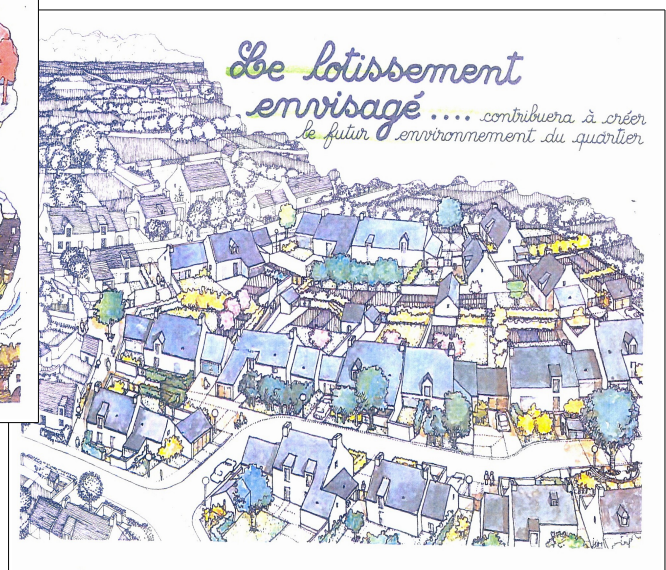 Le lotissement
envisagé .... contribuera à créer
le futur environnement du quartier